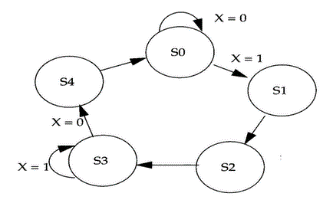 X = 0
S0
X = 1
S4
S1
X = 0
S3
X = 1
S2